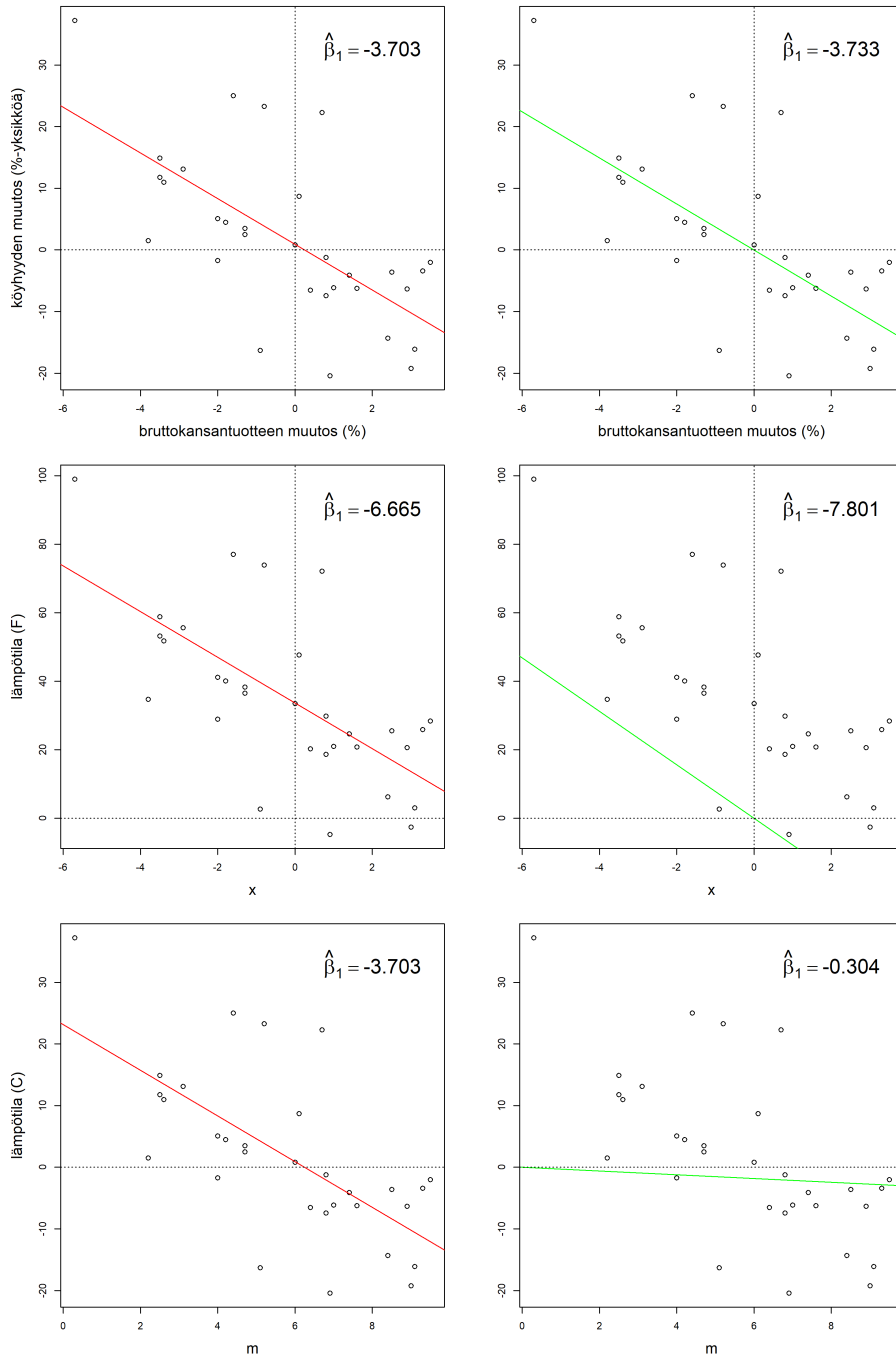 β̂₁ = -3.703
köyhyyden muutos (%-yksikköä)
-20 -10 0 10 20 30
-6 -4 -2 0 2
bruttokansantuotteen muutos (%)
β̂₁ = -3.733
-20 -10 0 10 20 30
-6 -4 -2 0 2
bruttokansantuotteen muutos (%)
β̂₁ = -6.665
lämpötila (F)
0 20 40 60 80 100
-6 -4 -2 0 2
x
β̂₁ = -7.801
lämpötila (F)
0 20 40 60 80 100
-6 -4 -2 0 2
x
β̂₁ = -3.703
lämpötila (C)
-20 -10 0 10 20 30
0 2 4 6 8
m
β̂₁ = -0.304
-20 -10 0 10 20 30
0 2 4 6 8
m